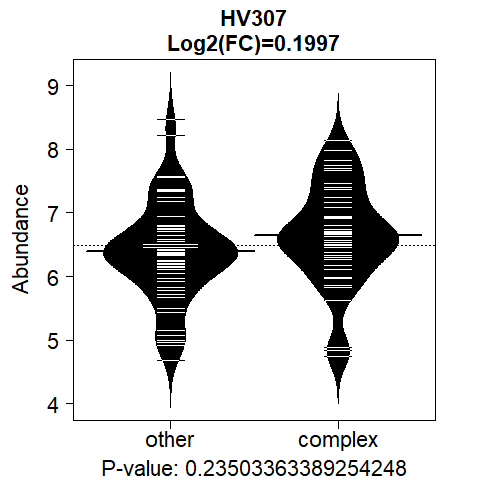 HV307
Log2(FC)=0.1997
Abundance
9
8
7
6
5
4
other complex
P-value: 0.23503363389254248